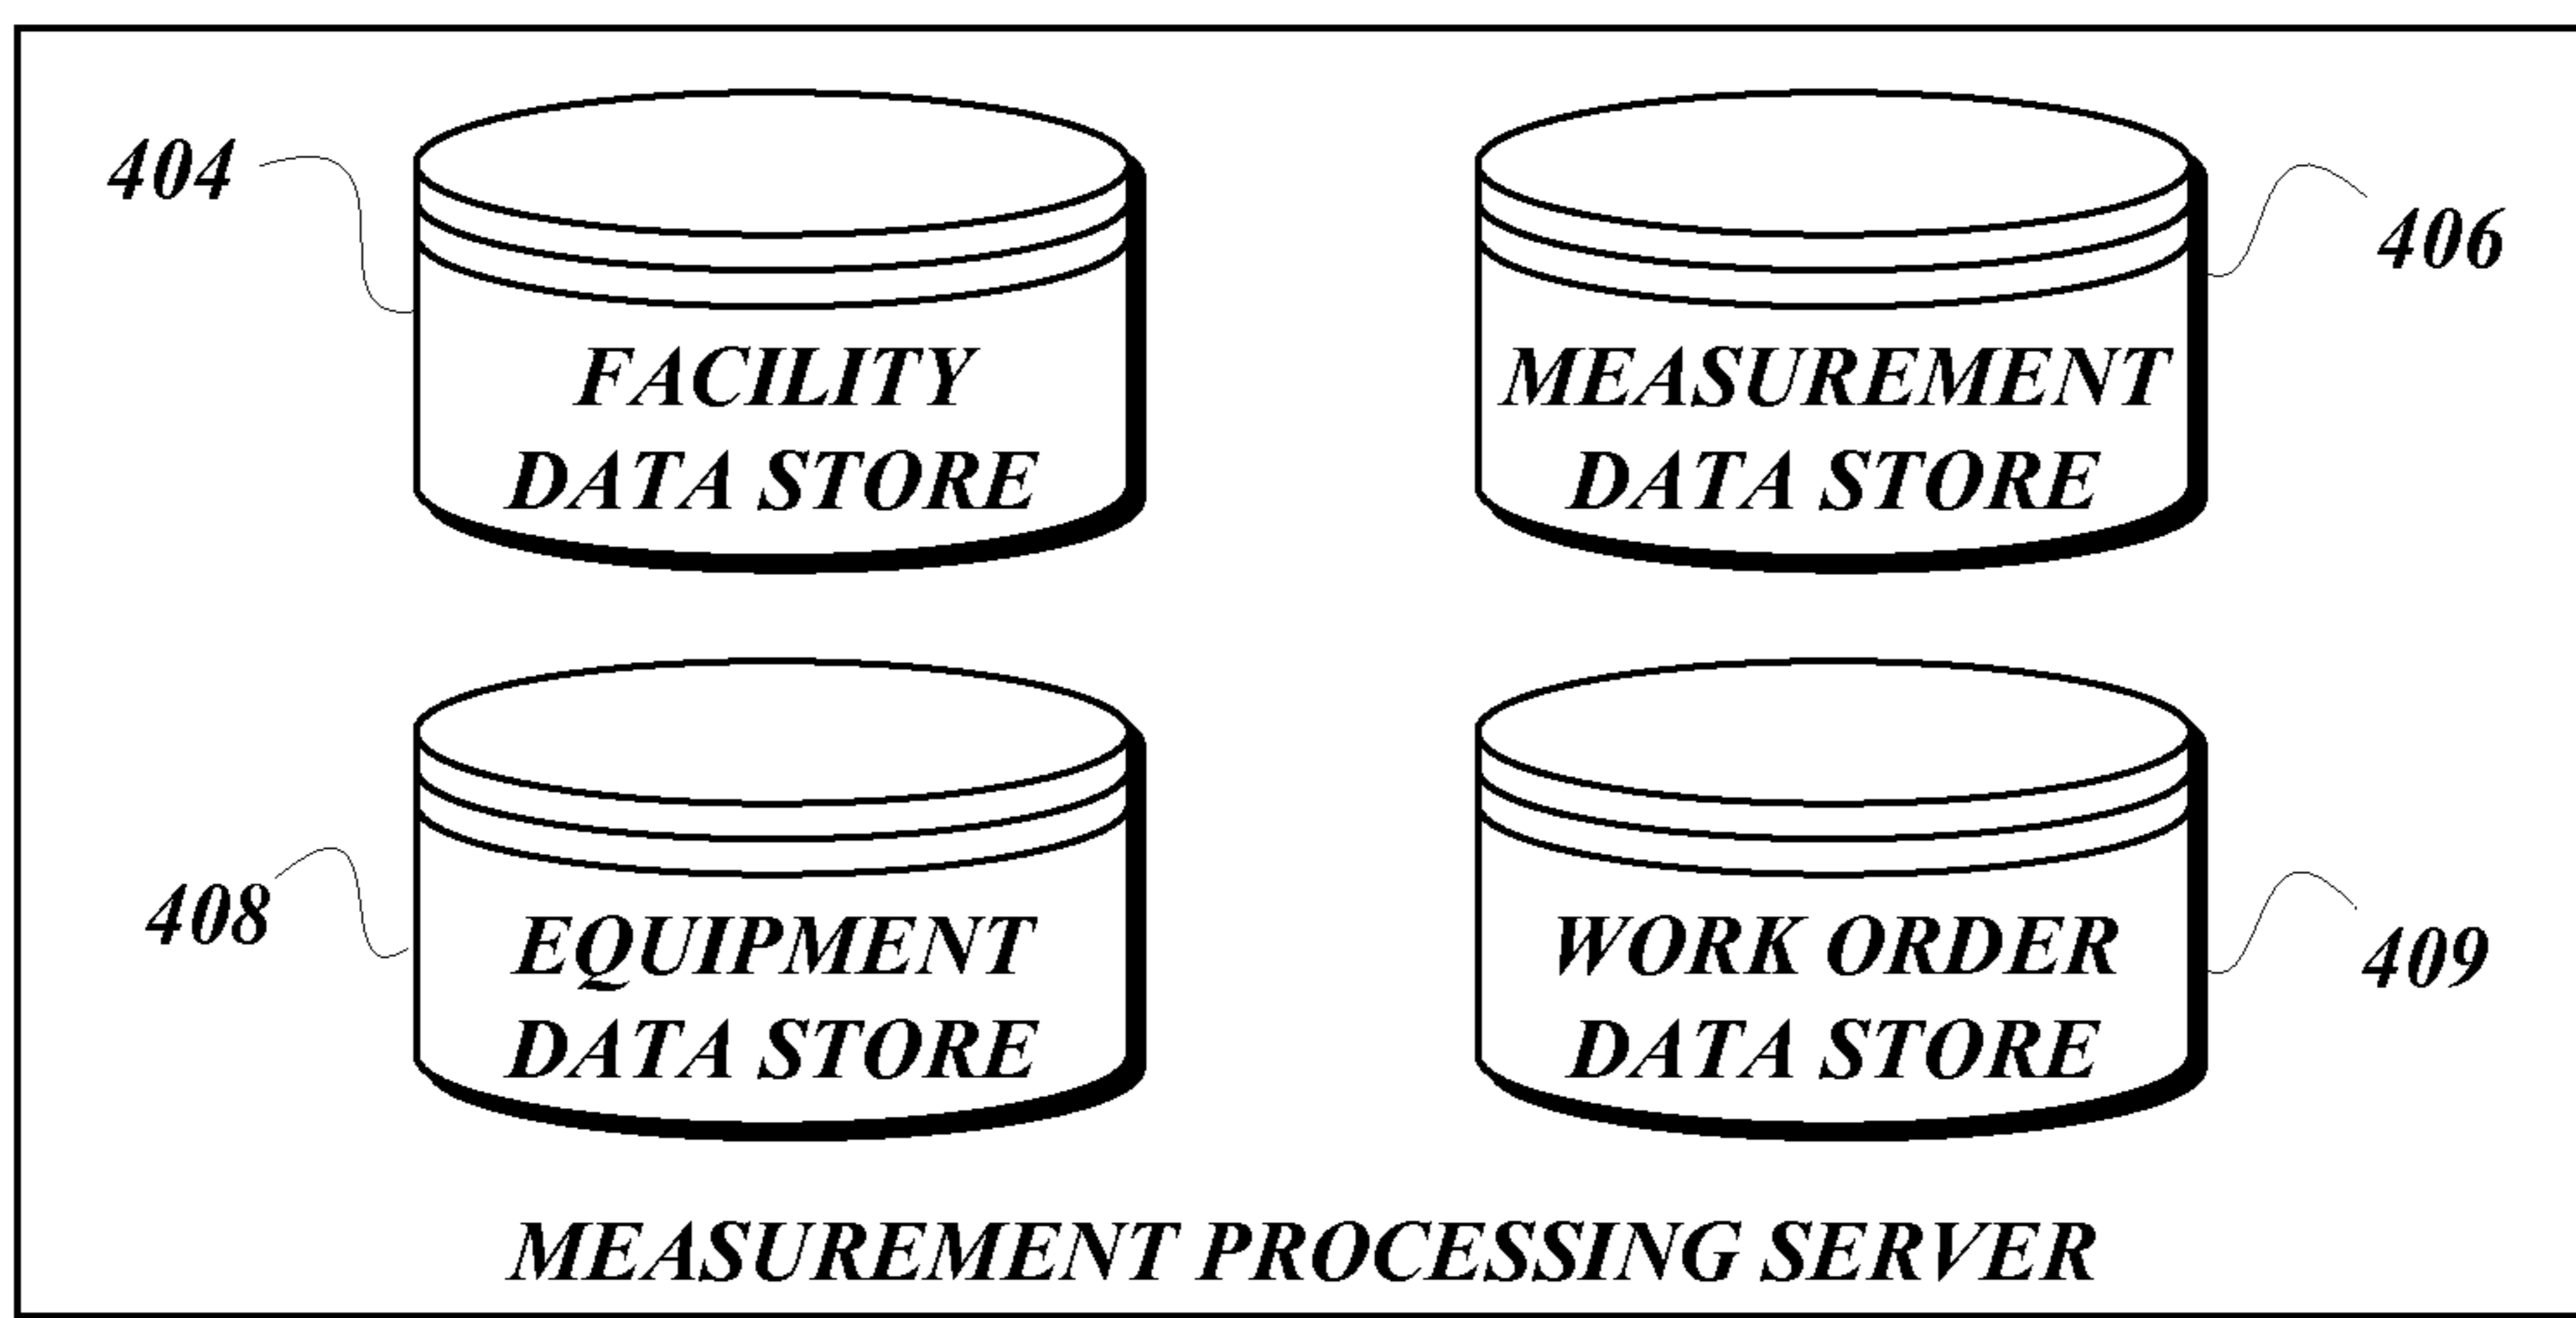 404
FACILITY
DATA STORE
406
MEASUREMENT
DATA STORE
408
EQUIPMENT
DATA STORE
409
WORK ORDER
DATA STORE
MEASUREMENT PROCESSING SERVER